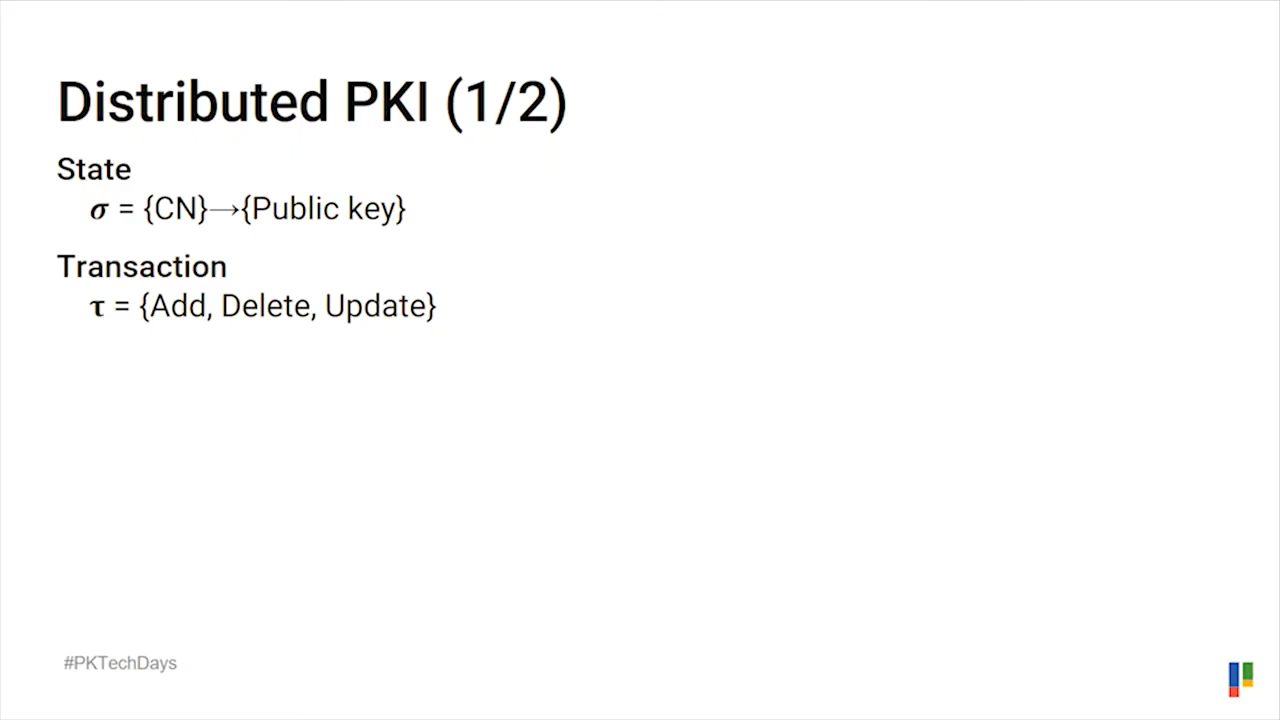 Distributed PKI (1/2)
State
σ = {CN}→{Public key}
Transaction
τ = {Add, Delete, Update}
#PKTechDays